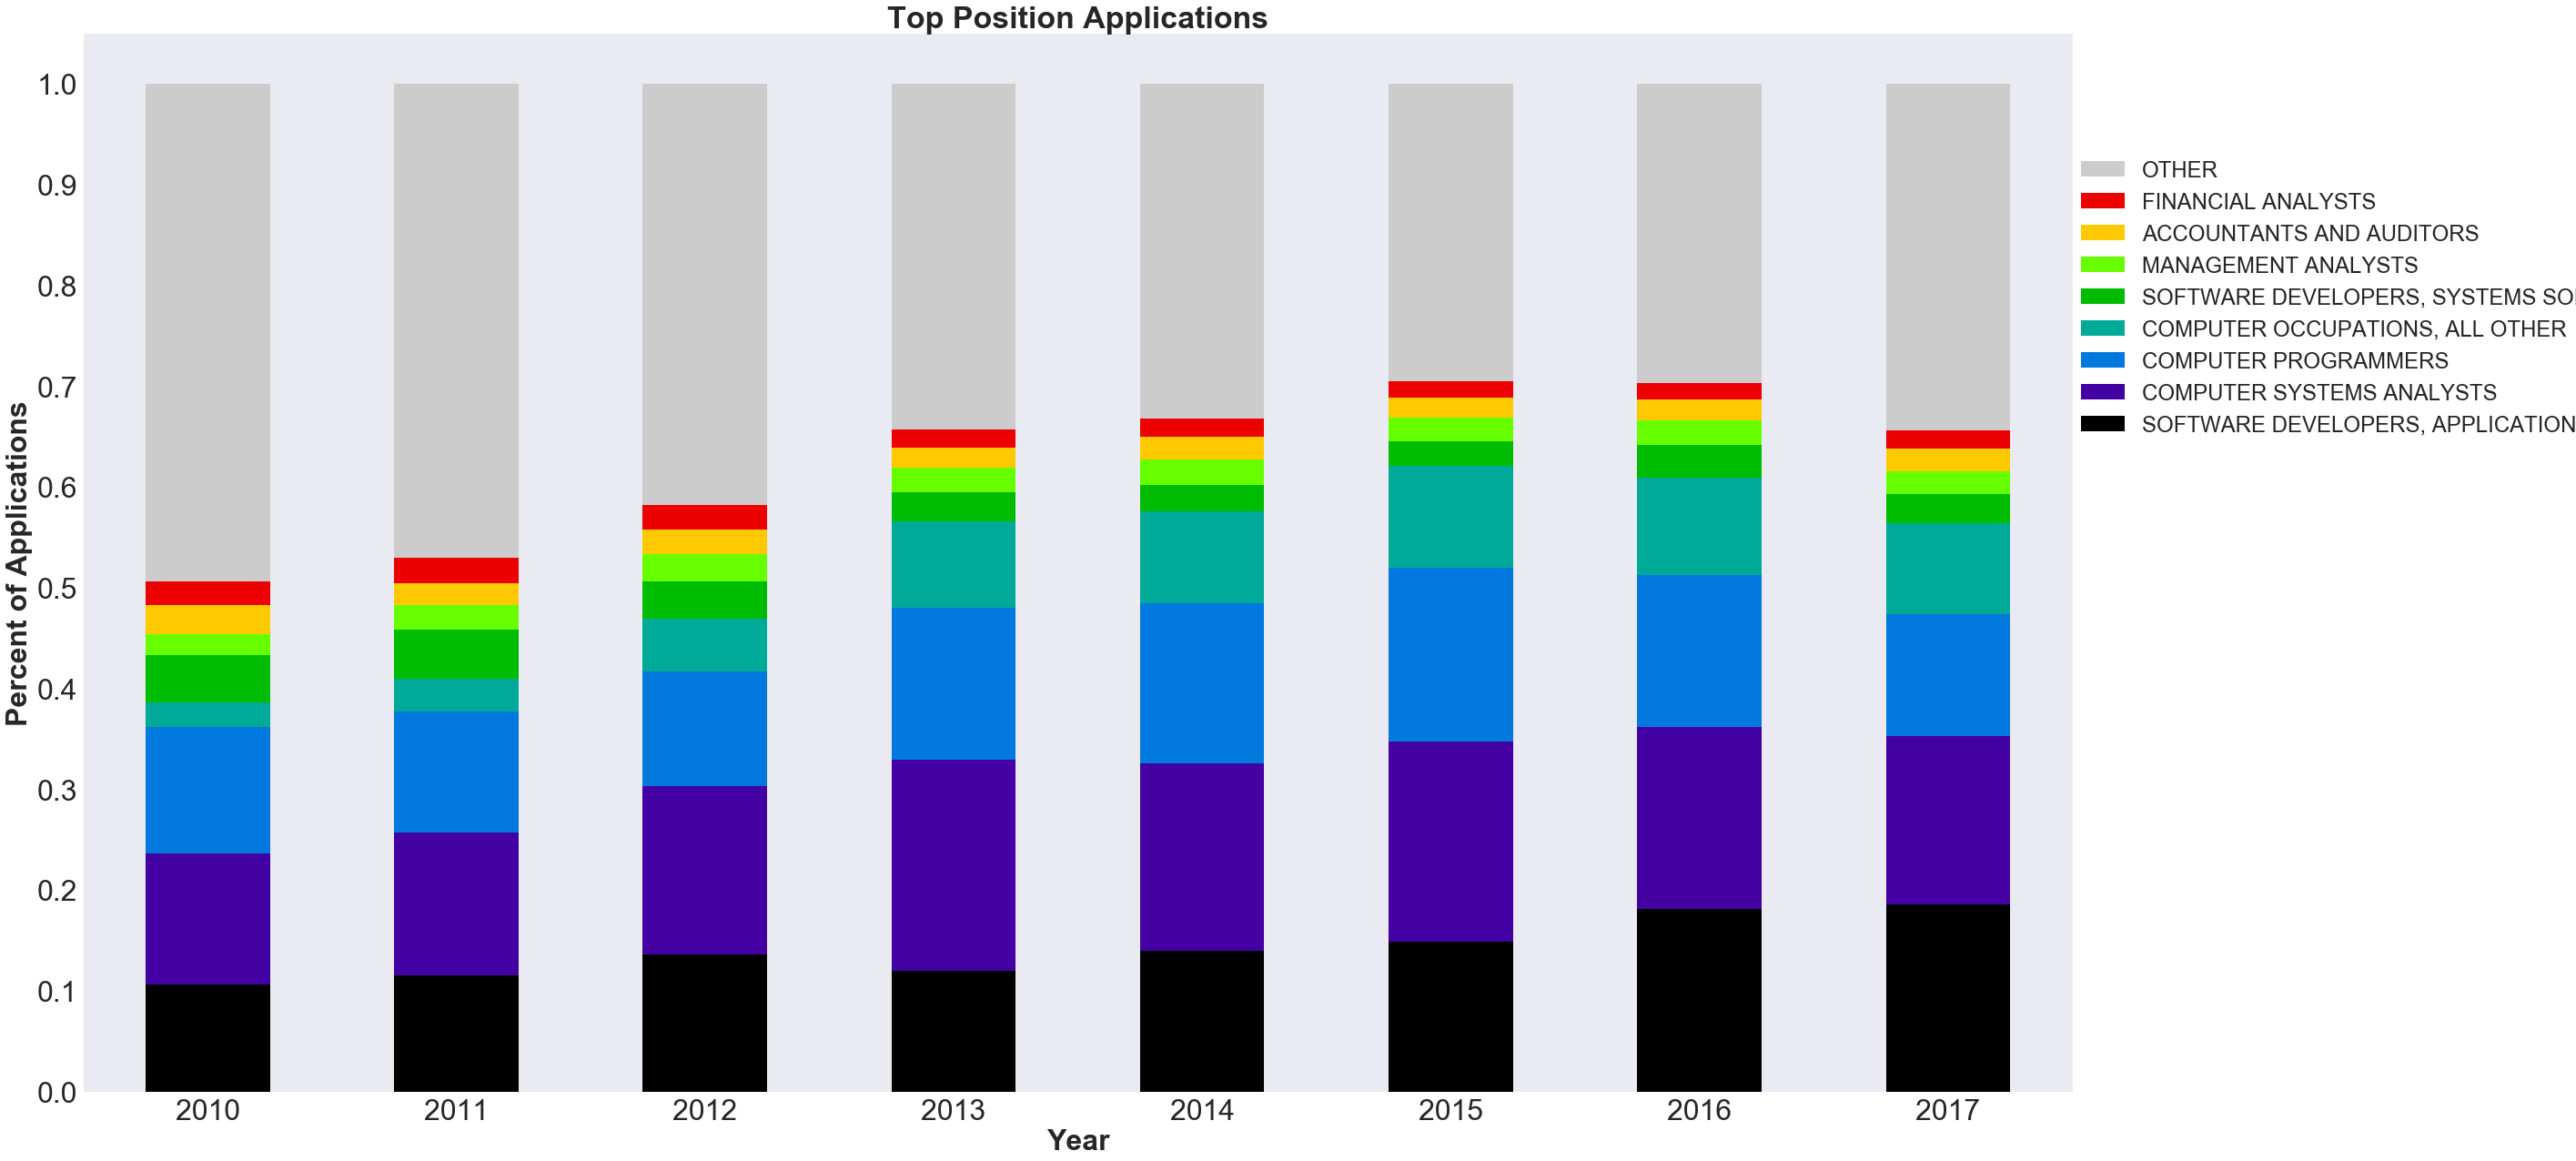 Top Position Applications
1.0
0.9
0.8
0.7
0.6
0.5
0.4
0.3
0.2
0.1
0.0
Percent of Applications
2010 2011 2012 2013 2014 2015 2016 2017
Year
OTHER
FINANCIAL ANALYSTS
ACCOUNTANTS AND AUDITORS
MANAGEMENT ANALYSTS
SOFTWARE DEVELOPERS, SYSTEMS
COMPUTER OCCUPATIONS, ALL OTHER
COMPUTER PROGRAMMERS
COMPUTER SYSTEMS ANALYSTS
SOFTWARE DEVELOPERS, APPLICATION